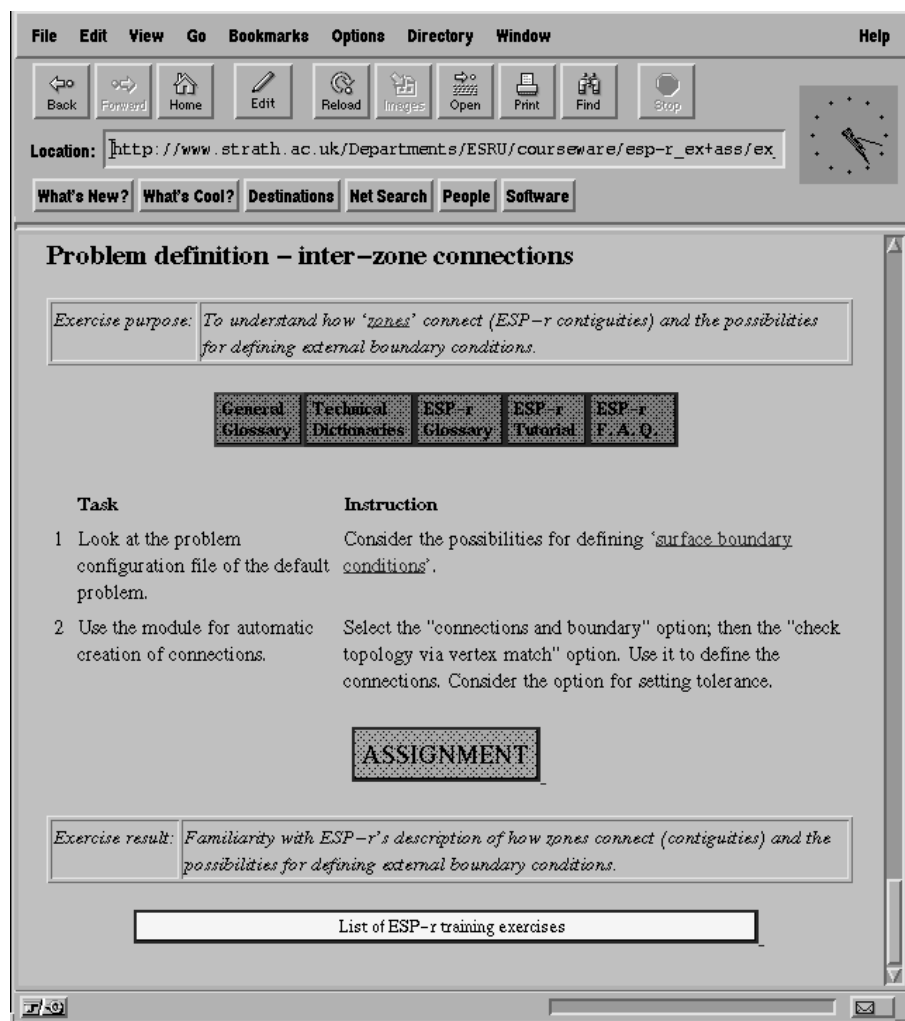 File Edit View Go Bookmarks Options Directory Window Help
Back Forward Home Edit Reload Images Open Print Find Stop
Location: http://www.strath.ac.uk/Departments/ESRU/courseware/esp-r_ex+ass/ex_
What's New? What's Cool? Destinations Net Search People Software
Problem definition – inter–zone connections
Exercise purpose: To understand how ‘zones’ connect (ESP–r contiguities) and the possibilities
for defining external boundary conditions.
General Technical ESP–r ESP–r ESP–r
Glossary Dictionaries Glossary Tutorial F. A. Q.
Task Instruction
1 Look at the problem Consider the possibilities for defining ‘surface boundary
configuration file of the default conditions’.
problem.
2 Use the module for automatic Select the "connections and boundary" option; then the "check
creation of connections. topology via vertex match" option. Use it to define the
connections. Consider the option for setting tolerance.
ASSIGNMENT
Exercise result: Familiarity with ESP–r’s description of how zones connect (contiguities) and the
possibilities for defining external boundary conditions.
List of ESP–r training exercises